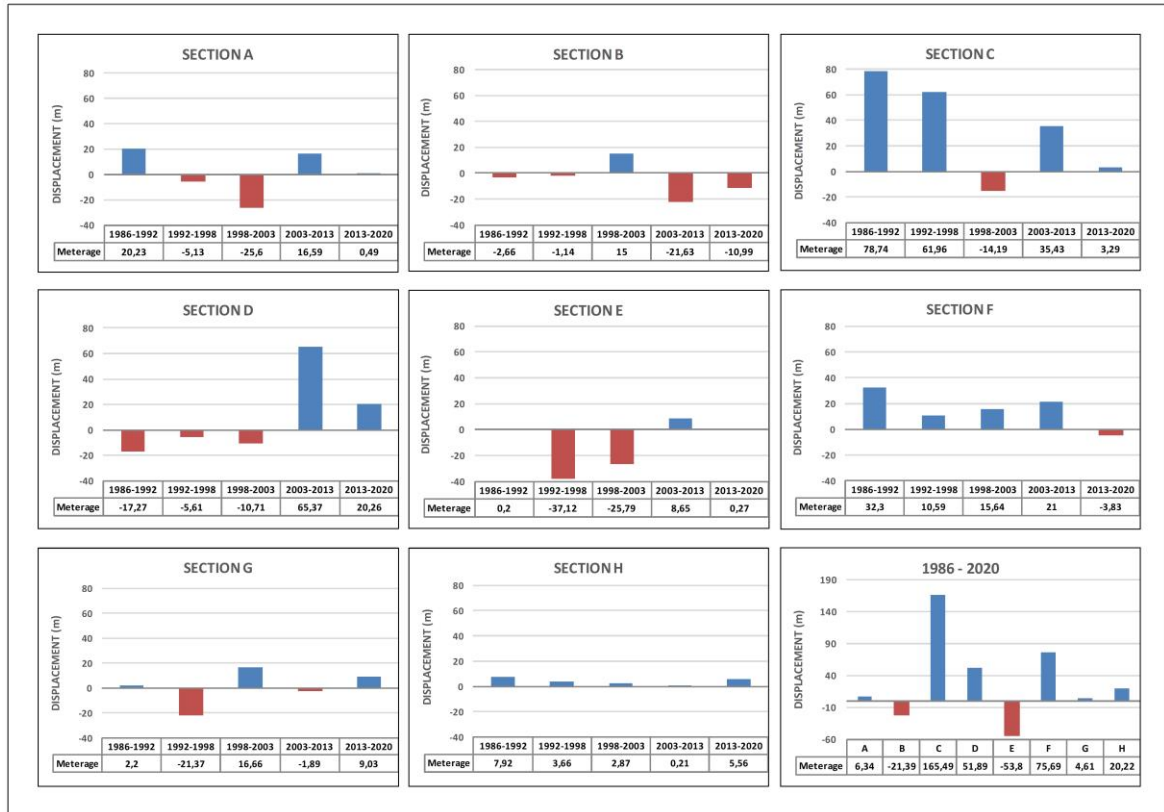 SECTION A
DISPLACEMENT (m)
80
60
40
20
0
-20
-40
1986-1992 1992-1998 1998-2003 2003-2013 2013-2020
Meterage 20,23 -5,13 -25,6 16,59 0,49
SECTION B
DISPLACEMENT (m)
80
60
40
20
0
-20
-40
1986-1992 1992-1998 1998-2003 2003-2013 2013-2020
Meterage -2,66 -1,14 15 -21,63 -10,99
SECTION C
DISPLACEMENT (m)
80
60
40
20
0
-20
-40
1986-1992 1992-1998 1998-2003 2003-2013 2013-2020
Meterage 78,74 61,96 -14,19 35,43 3,29
SECTION D
DISPLACEMENT (m)
80
60
40
20
0
-20
-40
1986-1992 1992-1998 1998-2003 2003-2013 2013-2020
Meterage -17,27 -5,61 -10,71 65,37 20,26
SECTION E
DISPLACEMENT (m)
80
60
40
20
0
-20
-40
1986-1992 1992-1998 1998-2003 2003-2013 2013-2020
Meterage 0,2 -37,12 -25,79 8,65 0,27
SECTION F
DISPLACEMENT (m)
80
60
40
20
0
-20
-40
1986-1992 1992-1998 1998-2003 2003-2013 2013-2020
Meterage 32,3 10,59 15,64 21 -3,83
SECTION G
DISPLACEMENT (m)
80
60
40
20
0
-20
-40
1986-1992 1992-1998 1998-2003 2003-2013 2013-2020
Meterage 2,2 -21,37 16,66 -1,89 9,03
SECTION H
DISPLACEMENT (m)
80
60
40
20
0
-20
-40
1986-1992 1992-1998 1998-2003 2003-2013 2013-2020
Meterage 7,92 3,66 2,87 0,21 5,56
1986 - 2020
DISPLACEMENT (m)
190
140
90
40
-10
-60
A B C D E F G H
Meterage 6,34 -21,39 165,49 51,89 -53,8 75,69 4,61 20,22